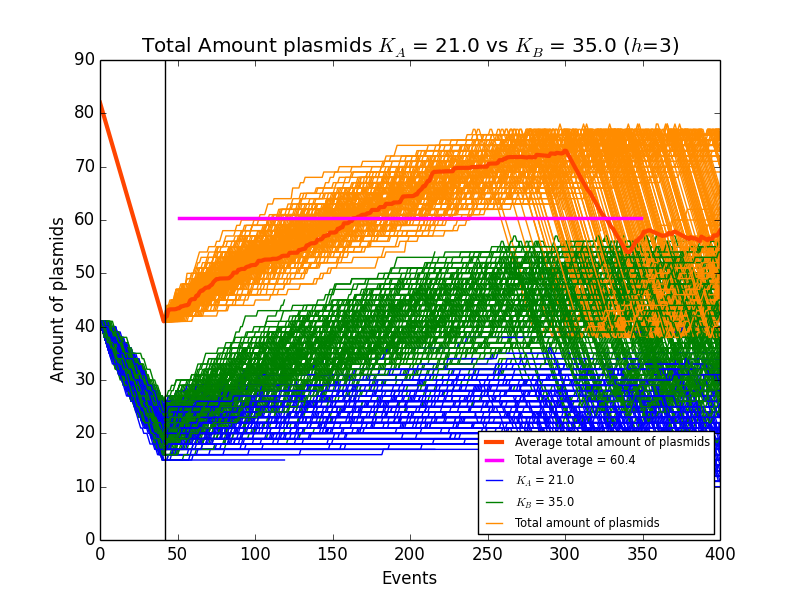 Total Amount plasmids K_A = 21.0 vs K_B = 35.0 (h=3)
90
80
70
60
50
40
30
20
10
0
Amount of plasmids
Average total amount of plasmids
Total average = 60.4
K_A = 21.0
K_B = 35.0
Total amount of plasmids
0 50 100 150 200 250 300 350 400
Events